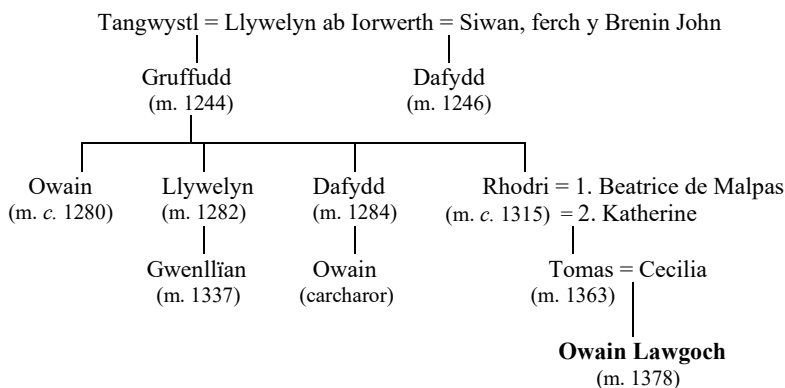 Tangwystl = Llywelyn ab Iorwerth = Siwan, ferch y Brenin John
Gruffudd Dafydd
(m. 1244) (m. 1246)
Owain Llywelyn Dafydd Rhodri = 1. Beatrice de Malpas
(m. c. 1280) (m. 1282) (m. 1284) (m. c. 1315) = 2. Katherine
Gwenllïan Owain Tomas = Cecilia
(m. 1337) (carcharor) (m. 1363)
Owain Lawgoch
(m. 1378)